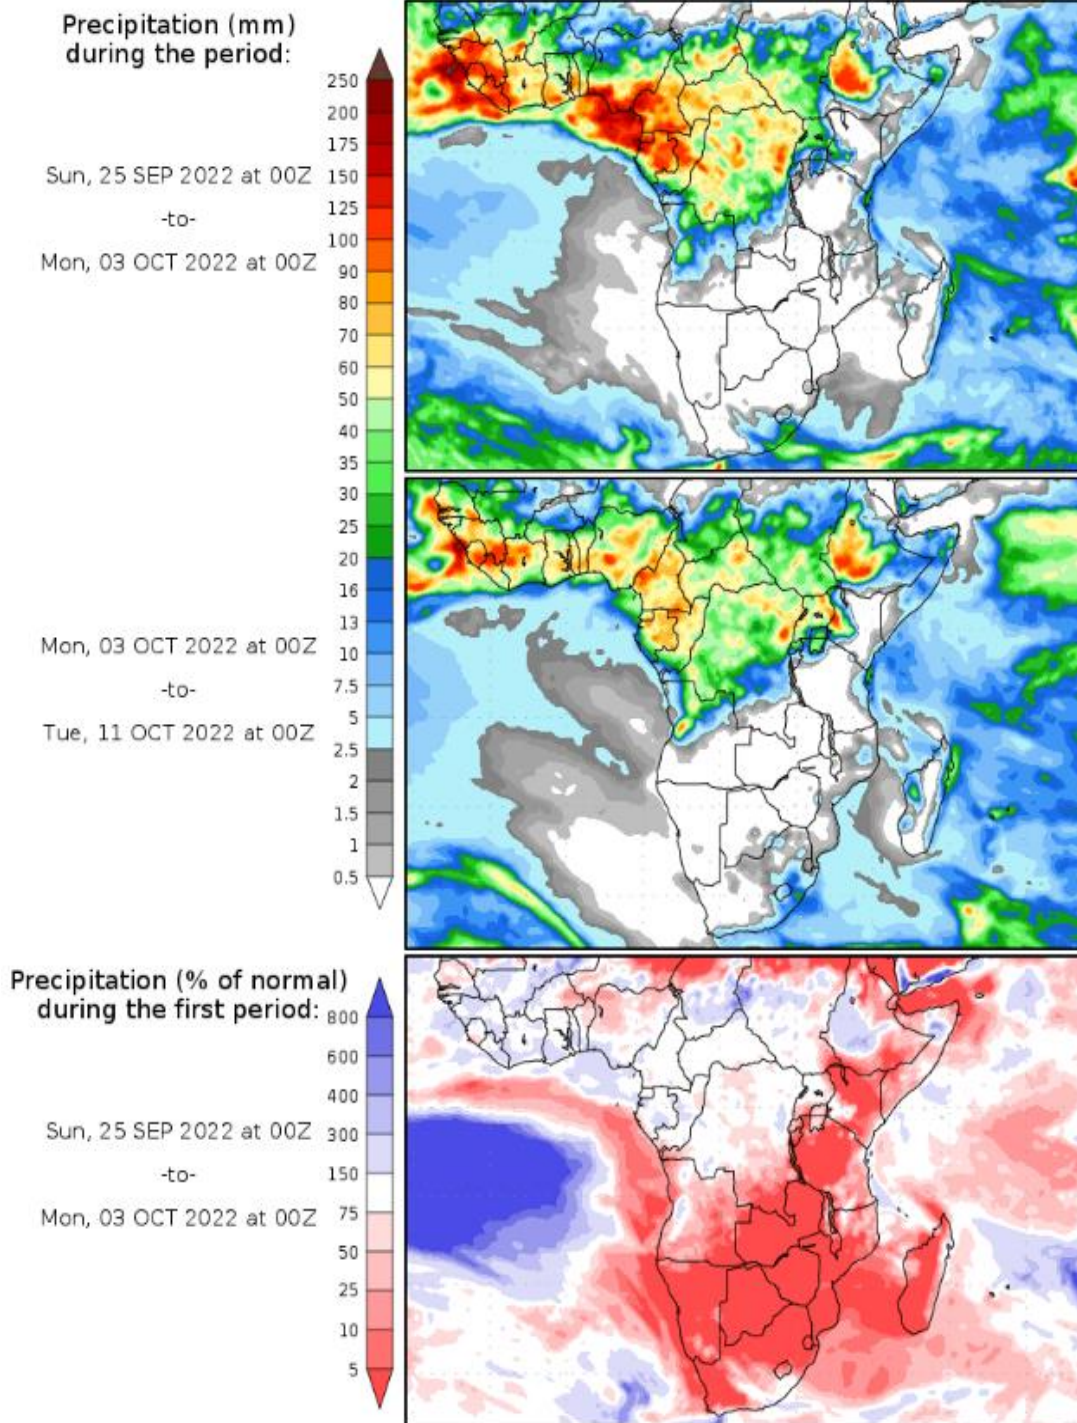 Precipitation (mm)
during the period:
250
200
175
Sun, 25 SEP 2022 at 00Z 150
125
-to-
100
Mon, 03 OCT 2022 at 00Z 90
80
70
60
50
40
35
30
25
20
16
13
Mon, 03 OCT 2022 at 00Z 10
-to- 7.5
5
Tue, 11 OCT 2022 at 00Z
2.5
2
1.5
1
0.5
Precipitation (% of normal)
during the first period: 800
600
400
Sun, 25 SEP 2022 at 00Z 300
-to- 150
Mon, 03 OCT 2022 at 00Z 75
50
25
10
5